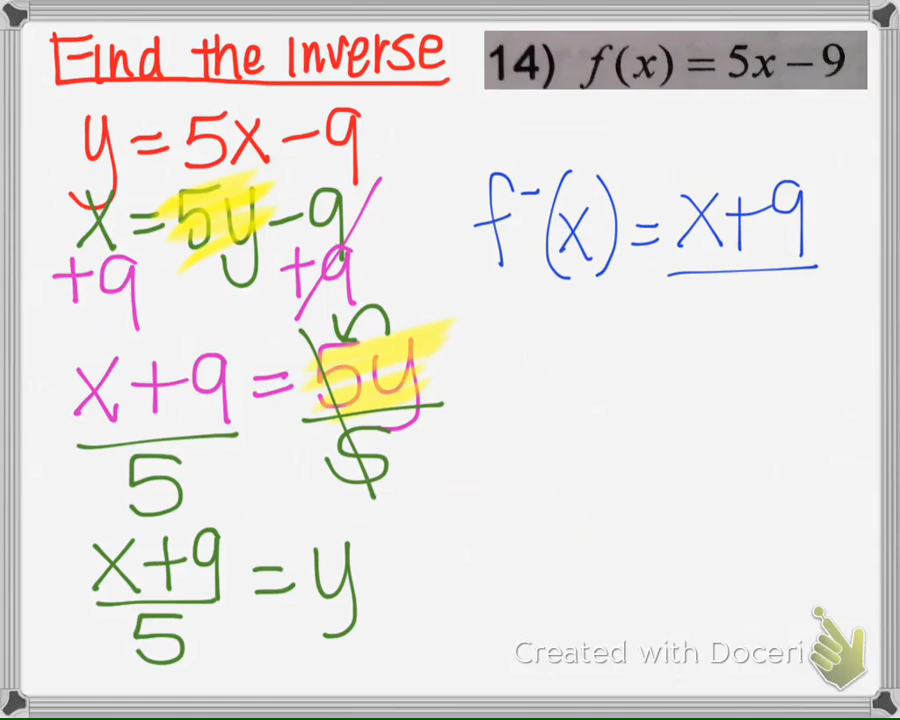 Find the Inverse
14) f(x) = 5x − 9
y = 5x − 9
x = 5y − 9
+9 +9
x + 9 = 5y
5 5
x + 9 = y
5
f⁻(x) = x + 9
Created with Doceri